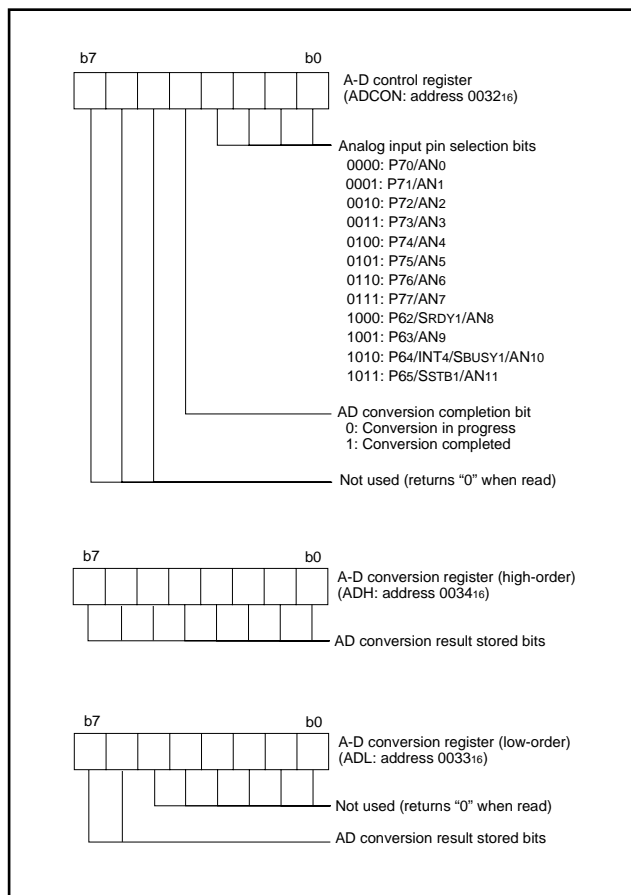 b7 b0
A-D control register
(ADCON: address 003216)
Analog input pin selection bits
0000: P70/AN0
0001: P71/AN1
0010: P72/AN2
0011: P73/AN3
0100: P74/AN4
0101: P75/AN5
0110: P76/AN6
0111: P77/AN7
1000: P62/SRDY1/AN8
1001: P63/AN9
1010: P64/INT4/SBUSY1/AN10
1011: P65/SSTB1/AN11
AD conversion completion bit
0: Conversion in progress
1: Conversion completed
Not used (returns “0” when read)
b7 b0
A-D conversion register (high-order)
(ADH: address 003416)
AD conversion result stored bits
b7 b0
A-D conversion register (low-order)
(ADL: address 003316)
Not used (returns “0” when read)
AD conversion result stored bits